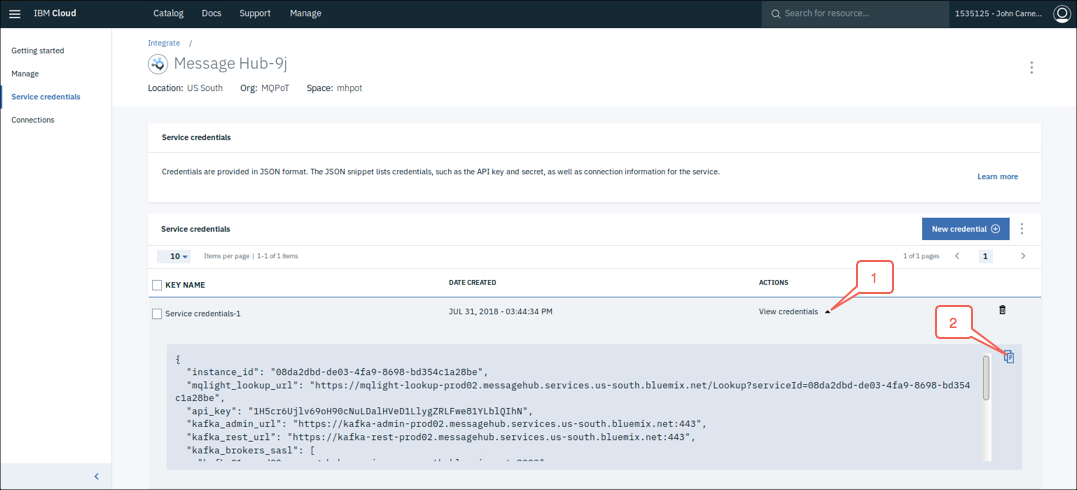 IBM Cloud Catalog Docs Support Manage Search for resource... 1535125 - John Carne...
Getting started
Manage
Service credentials
Connections
Integrate /
Message Hub-9j
Location: US South Org: MQPoT Space: mhpot
Service credentials
Credentials are provided in JSON format. The JSON snippet lists credentials, such as the API key and secret, as well as connection information for the service.
Learn more
Service credentials
New credential
10 Items per page | 1-1 of 1 items 1 of 1 pages 1
KEY NAME DATE CREATED ACTIONS
1
Service credentials-1 JUL 31, 2018 - 03:44:34 PM View credentials
2
{
"instance_id": "08da2dbd-de03-4fa9-8698-bd354c1a28be",
"mqlight_lookup_url": "https://mqlight-lookup-prod02.messagehub.services.us-south.bluemix.net/Lookup?serviceId=08da2dbd-de03-4fa9-8698-bd354
c1a28be",
"api_key": "1H5cr6Ujlv69oH90cNuLDalHVeD1LlygZRLFwe81YLblQIhN",
"kafka_admin_url": "https://kafka-admin-prod02.messagehub.services.us-south.bluemix.net:443",
"kafka_rest_url": "https://kafka-rest-prod02.messagehub.services.us-south.bluemix.net:443",
"kafka_brokers_sasl": [